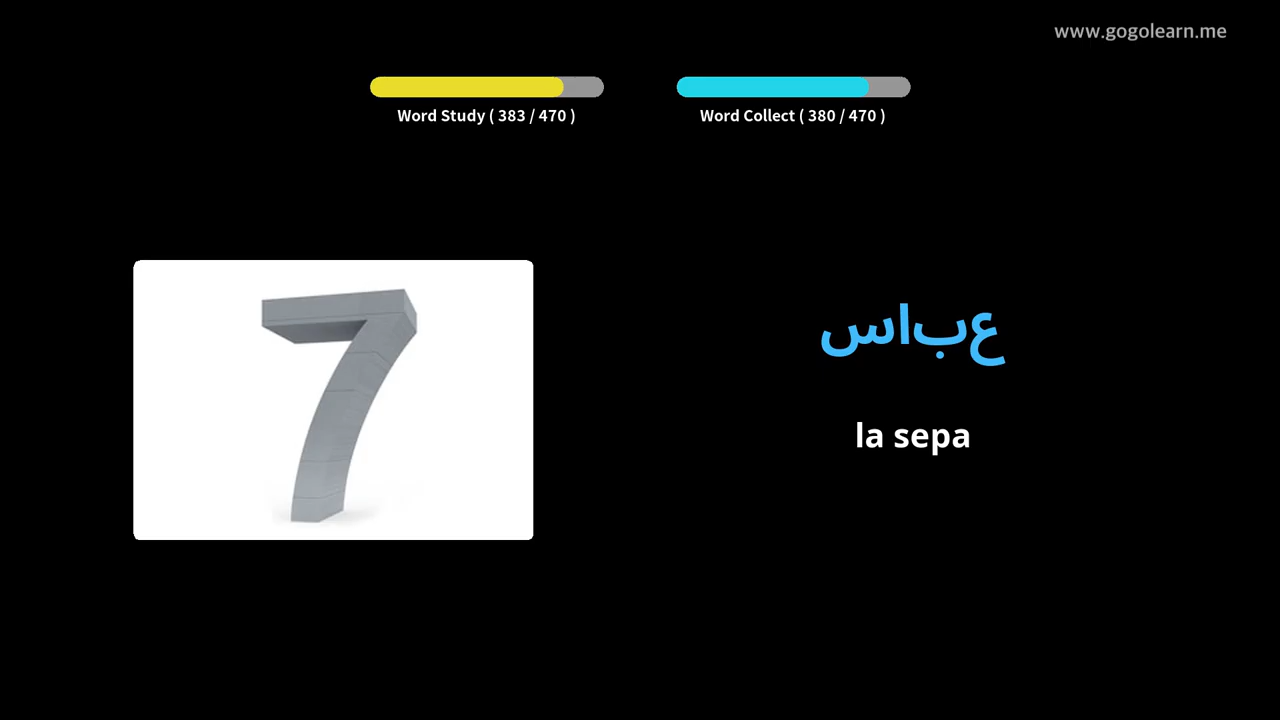 www.gogolearn.me
Word Study ( 383 / 470 )
Word Collect ( 380 / 470 )
عباس
la sepa